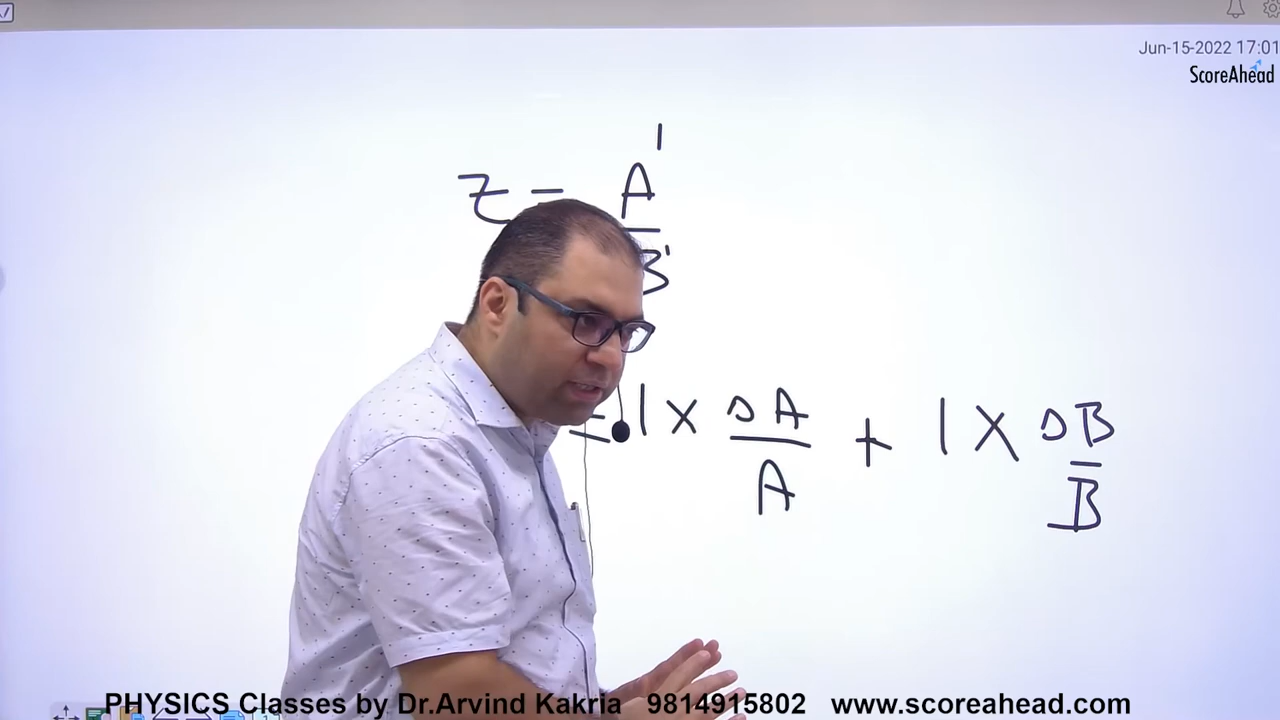 Jun-15-2022 17:01
ScoreAhead
Z = A¹
B¹
= 1 × ΔA + 1 × ΔB
A B
PHYSICS Classes by Dr.Arvind Kakria 9814915802 www.scoreahead.com